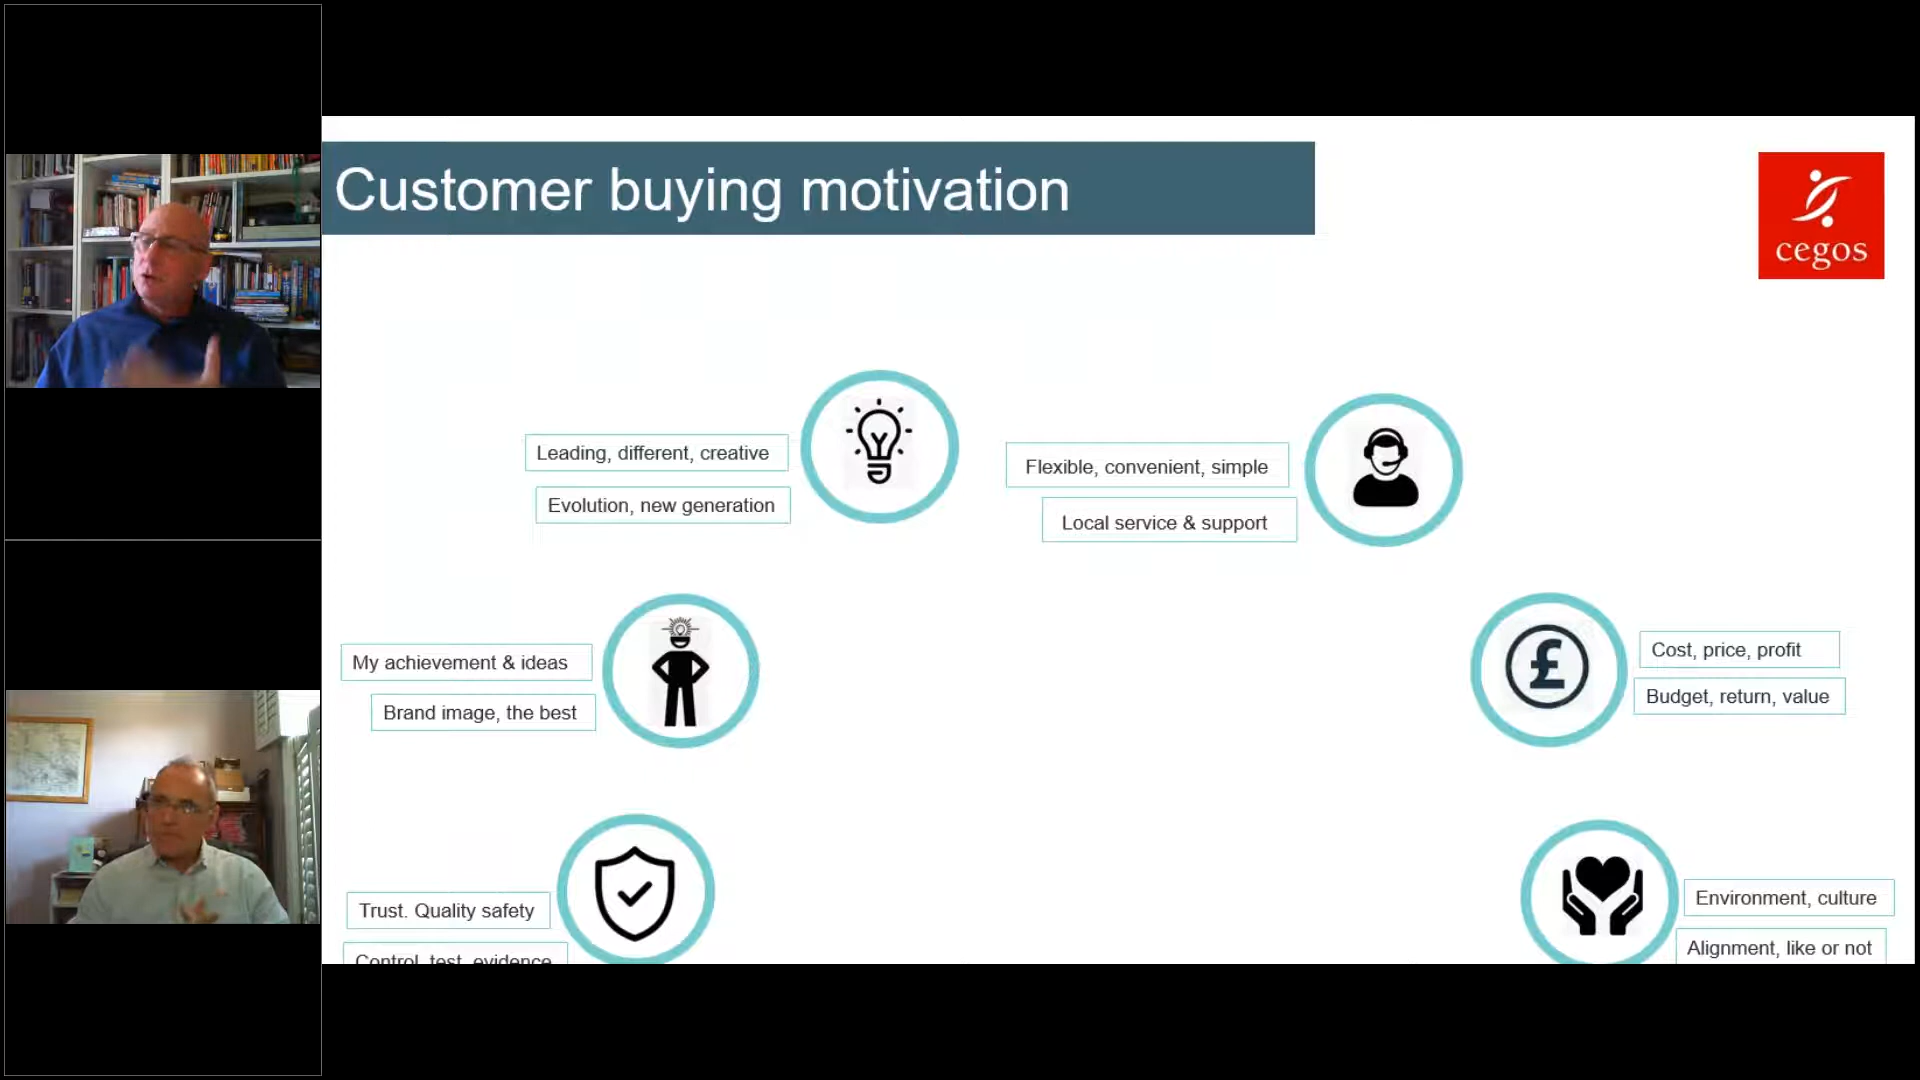 Customer buying motivation
cegos
Leading, different, creative
Evolution, new generation
Flexible, convenient, simple
Local service & support
My achievement & ideas
Brand image, the best
Cost, price, profit
Budget, return, value
Trust. Quality safety
Control, test, evidence
Environment, culture
Alignment, like or not